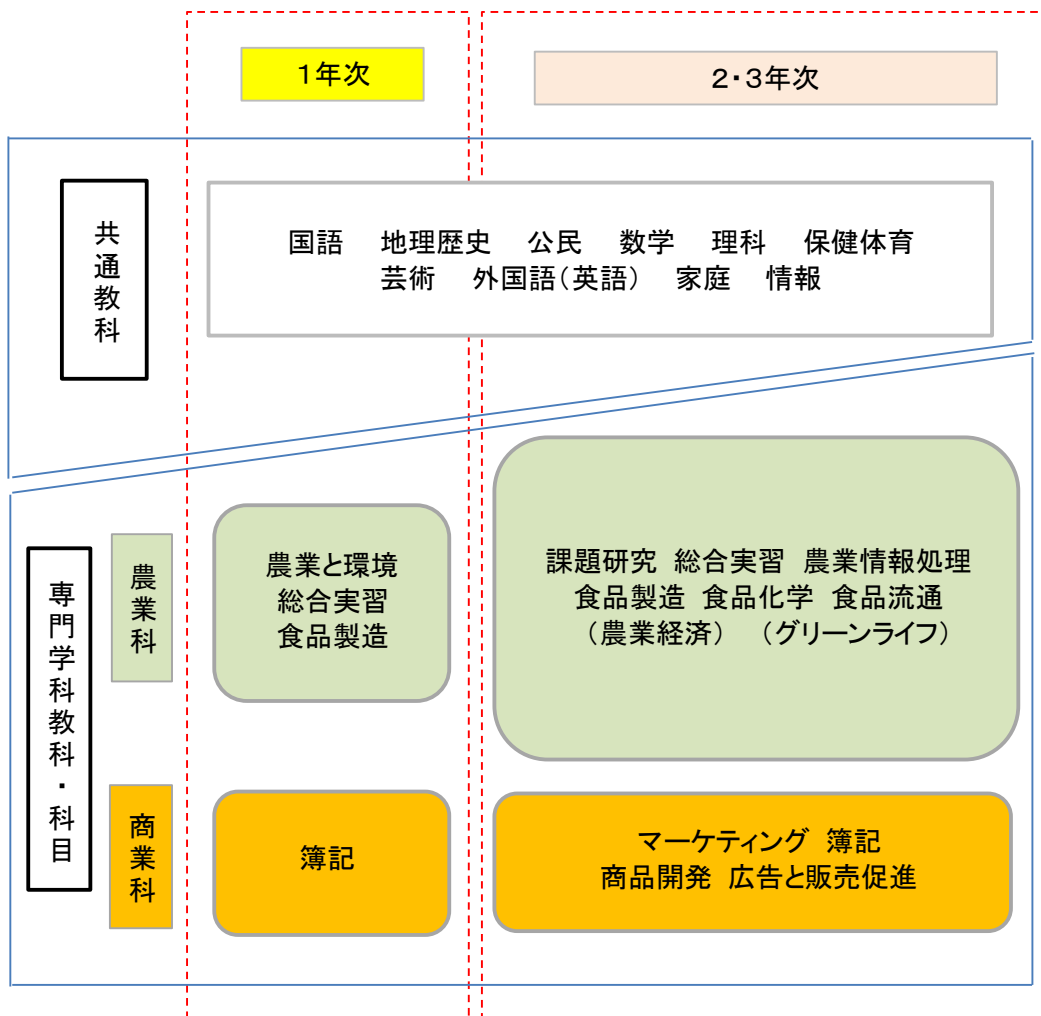 1年次
2・3年次
共通教科
国語 地理歴史 公民 数学 理科 保健体育
芸術 外国語(英語) 家庭 情報
専門学科教科・科目
農業科
農業と環境
総合実習
食品製造
課題研究 総合実習 農業情報処理
食品製造 食品化学 食品流通
(農業経済) (グリーンライフ)
商業科
簿記
マーケティング 簿記
商品開発 広告と販売促進